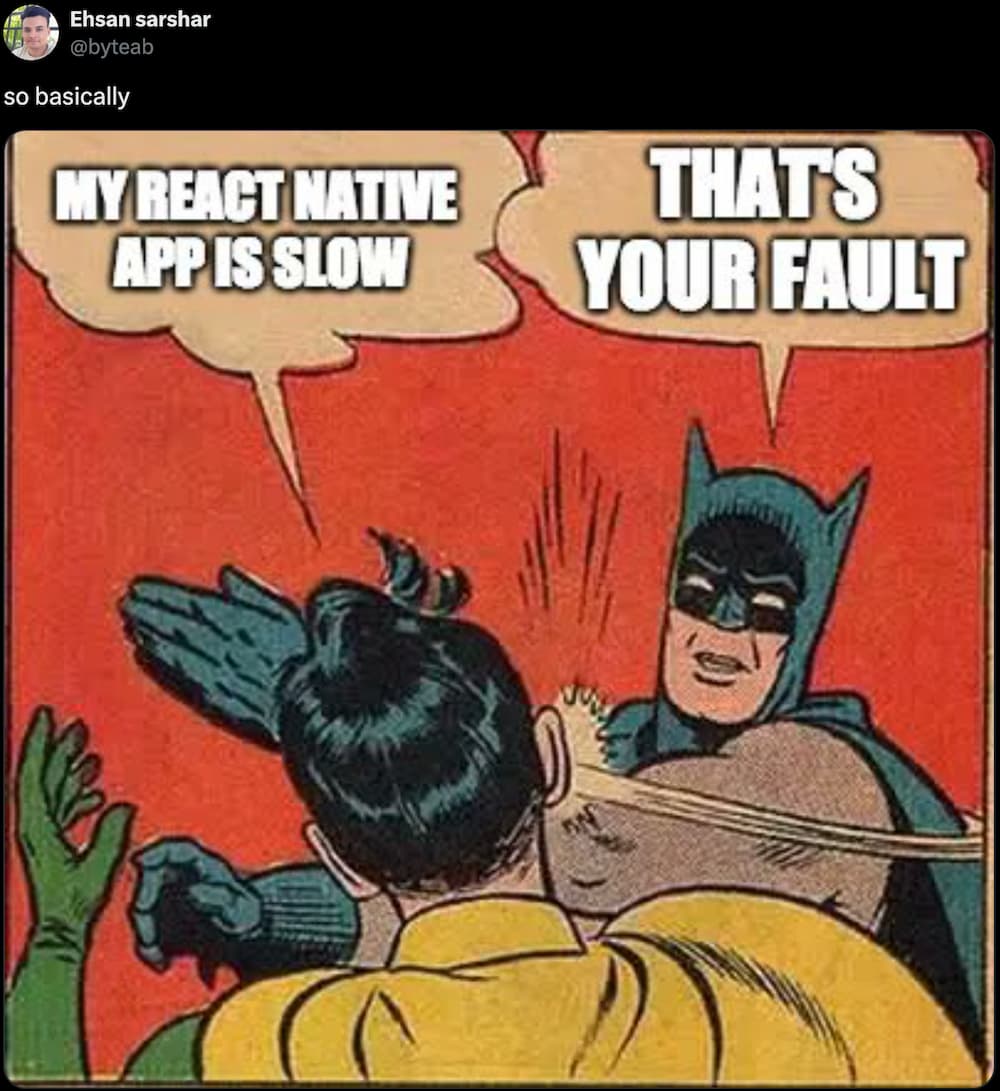 Ehsan sarshar
@byteab
so basically
MY REACT NATIVE
APP IS SLOW
THAT'S
YOUR FAULT